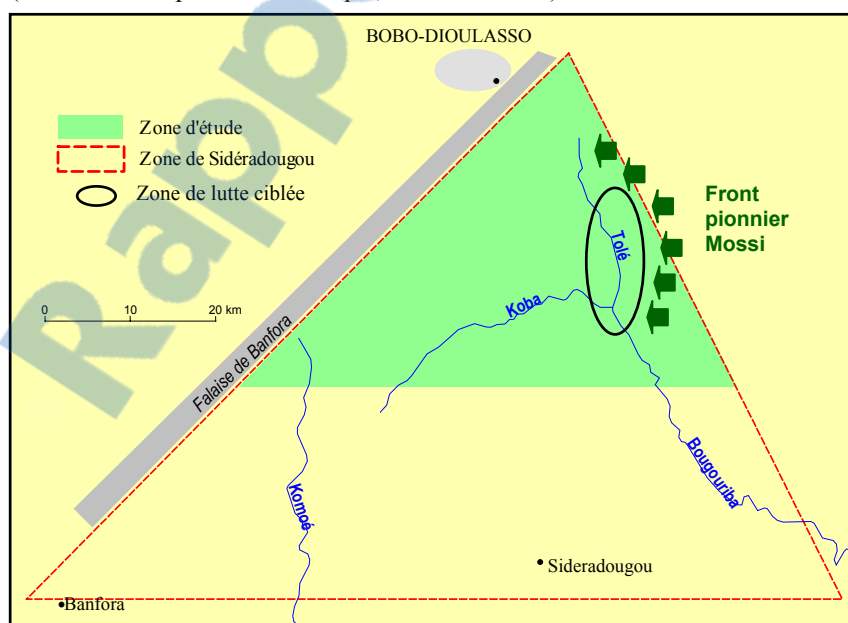 BOBO-DIOULASSO
Zone d'étude
Zone de Sidéradougou
Zone de lutte ciblée
Front
pionnier
Mossi
Tolé
Koba
0 10 20 km
Falaise de Banfora
Komoé
Bougouriba
Sideradougou
Banfora
Rapp